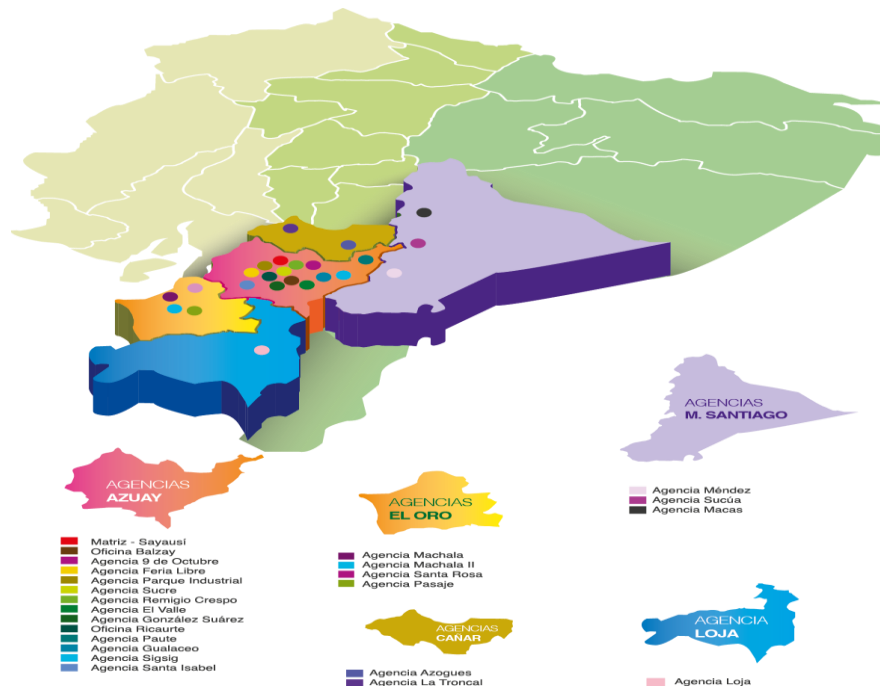 AGENCIAS
M. SANTIAGO
Agencia Méndez
Agencia Sucúa
Agencia Macas
AGENCIAS
AZUAY
Matriz - Sayausí
Oficina Balzay
Agencia 9 de Octubre
Agencia Feria Libre
Agencia Parque Industrial
Agencia Sucre
Agencia Remigio Crespo
Agencia El Valle
Agencia González Suárez
Oficina Ricaurte
Agencia Paute
Agencia Gualaceo
Agencia Sigsig
Agencia Santa Isabel
AGENCIAS
EL ORO
Agencia Machala
Agencia Machala II
Agencia Santa Rosa
Agencia Pasaje
AGENCIAS
CAÑAR
Agencia Azogues
Agencia La Troncal
AGENCIA
LOJA
Agencia Loja